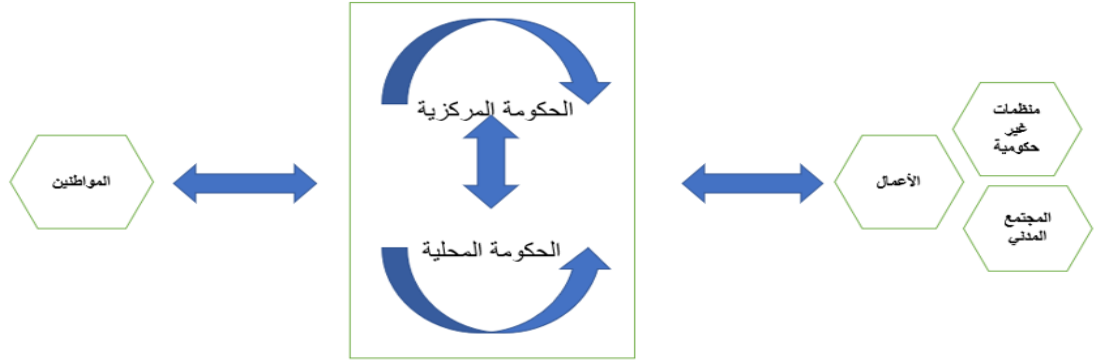 الحكومة المركزية
منظمات
غير
حكومية
المواطنين
الأعمال
المجتمع
المدني
الحكومة المحلية